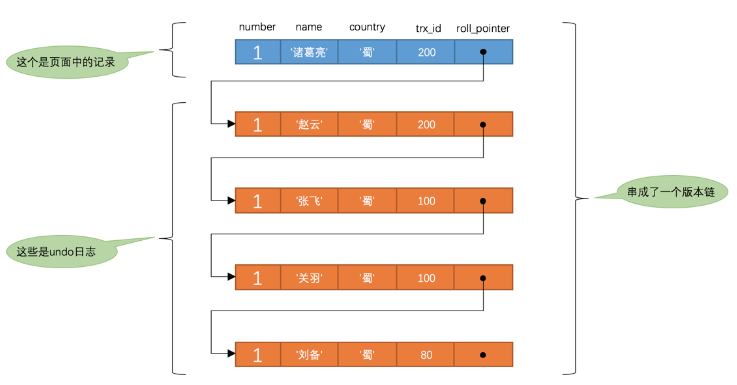 number name country trx_id roll_pointer
1 '诸葛亮' '蜀' 200
这个是页面中的记录
1 '赵云' '蜀' 200
1 '张飞' '蜀' 100
串成了一个版本链
这些是undo日志
1 '关羽' '蜀' 100
1 '刘备' '蜀' 80